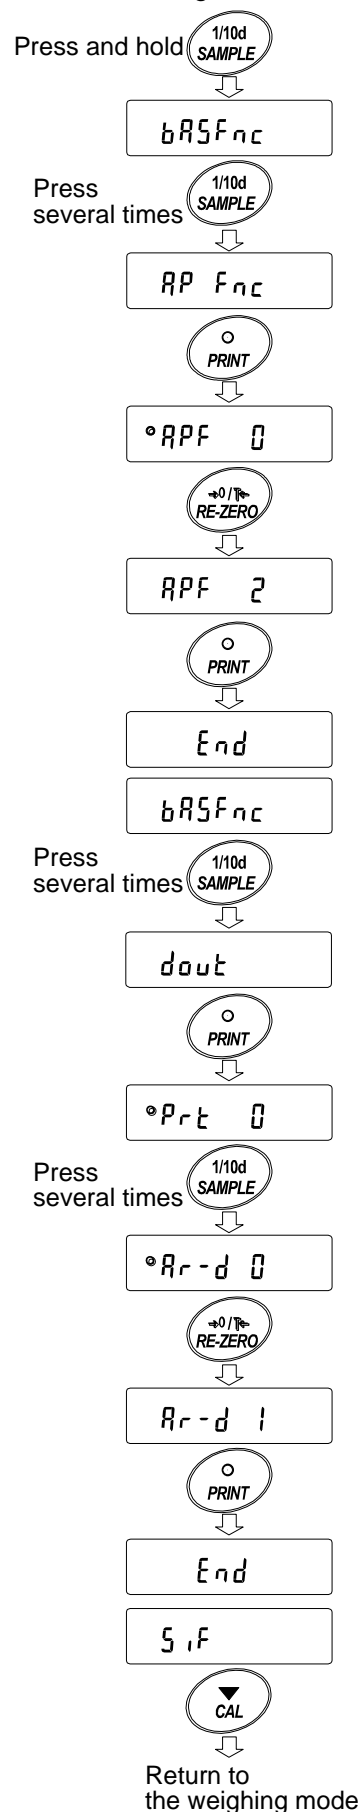 Press and hold
1/10d
SAMPLE
bASFnc
Press
several times
1/10d
SAMPLE
AP Fnc
PRINT
APF 0
→0/T←
RE-ZERO
APF 2
PRINT
End
bASFnc
Press
several times
1/10d
SAMPLE
dout
PRINT
Prt 0
Press
several times
1/10d
SAMPLE
Ar-d 0
→0/T←
RE-ZERO
Ar-d 1
PRINT
End
SiF
CAL
Return to
the weighing mode